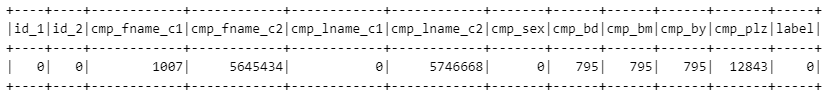 +----+----+------------+------------+------------+------------+-------+------+------+------+-------+-----+
|id_1|id_2|cmp_fname_c1|cmp_fname_c2|cmp_lname_c1|cmp_lname_c2|cmp_sex|cmp_bd|cmp_bm|cmp_by|cmp_plz|label|
+----+----+------------+------------+------------+------------+-------+------+------+------+-------+-----+
|   0|   0|        1007|     5645434|           0|     5746668|      0|   795|   795|   795|  12843|    0|
+----+----+------------+------------+------------+------------+-------+------+------+------+-------+-----+